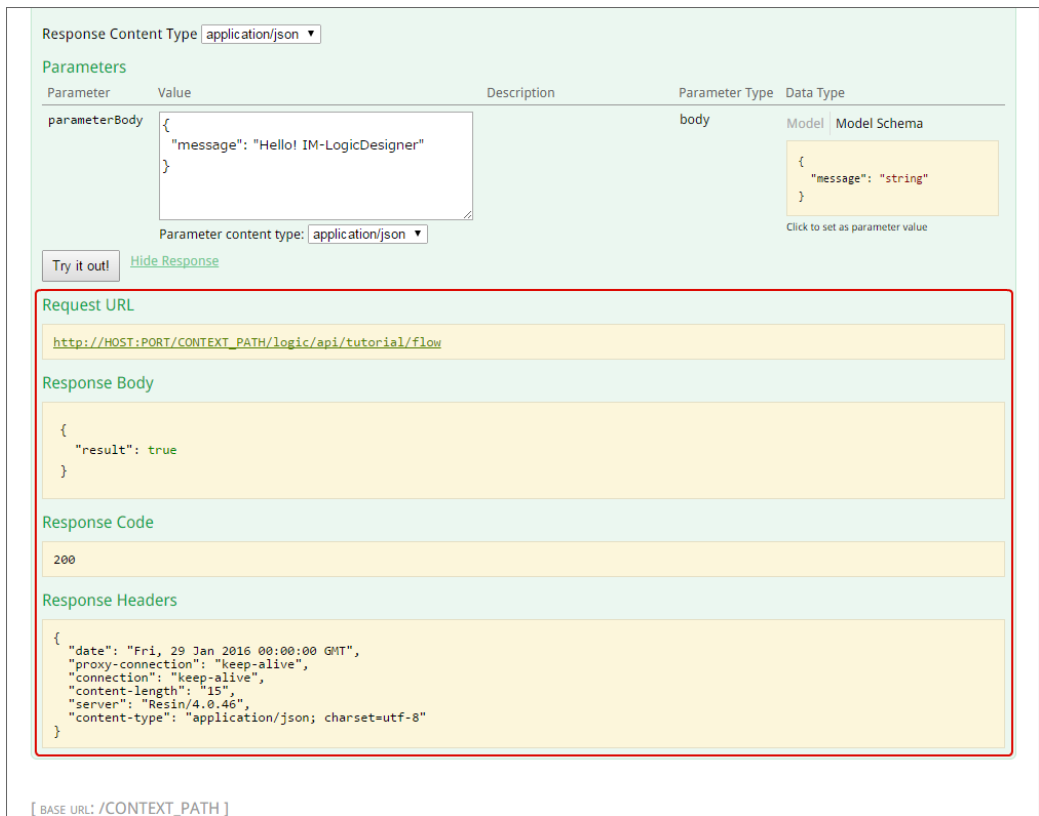 Response Content Type application/json
Parameters
Parameter Value Description Parameter Type Data Type
parameterBody
{
"message": "Hello! IM-LogicDesigner"
}
body
Model Model Schema
{
"message": "string"
}
Click to set as parameter value
Parameter content type: application/json
Try it out! Hide Response
Request URL
http://HOST:PORT/CONTEXT_PATH/logic/api/tutorial/flow
Response Body
{
"result": true
}
Response Code
200
Response Headers
{
"date": "Fri, 29 Jan 2016 00:00:00 GMT",
"proxy-connection": "keep-alive",
"connection": "keep-alive",
"content-length": "15",
"server": "Resin/4.0.46",
"content-type": "application/json; charset=utf-8"
}
[ BASE URL: /CONTEXT_PATH ]